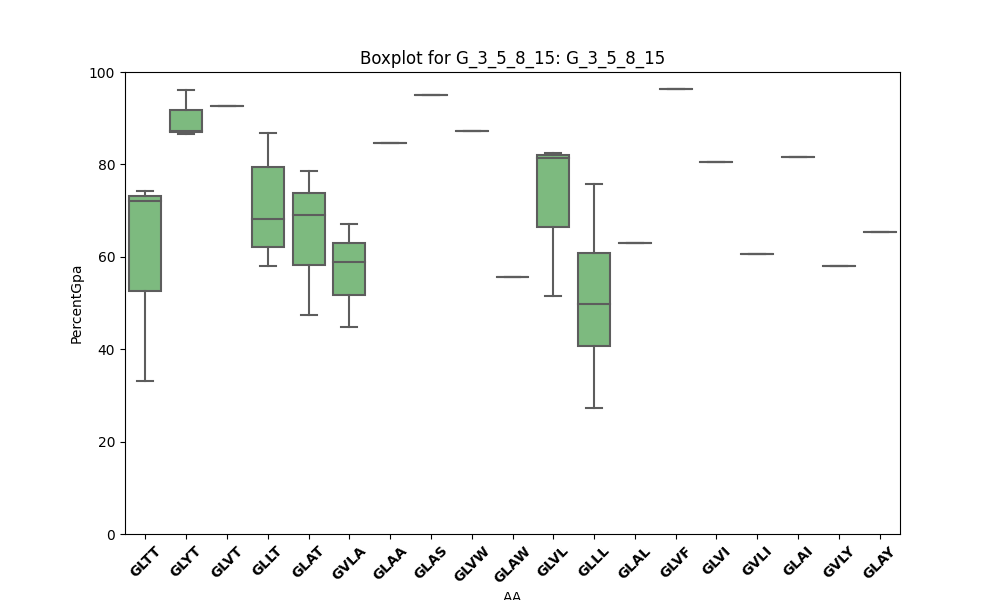 Boxplot for G_3_5_8_15: G_3_5_8_15
PercentGpa
100
80
60
40
20
0
GLTT GLYT GLVT GLLT GLAT GVLA GLAA GLAS GLVW GLAW GLVL GLLL GLAL GLVF GLVI GVLI GLAI GVLY GLAY
AA